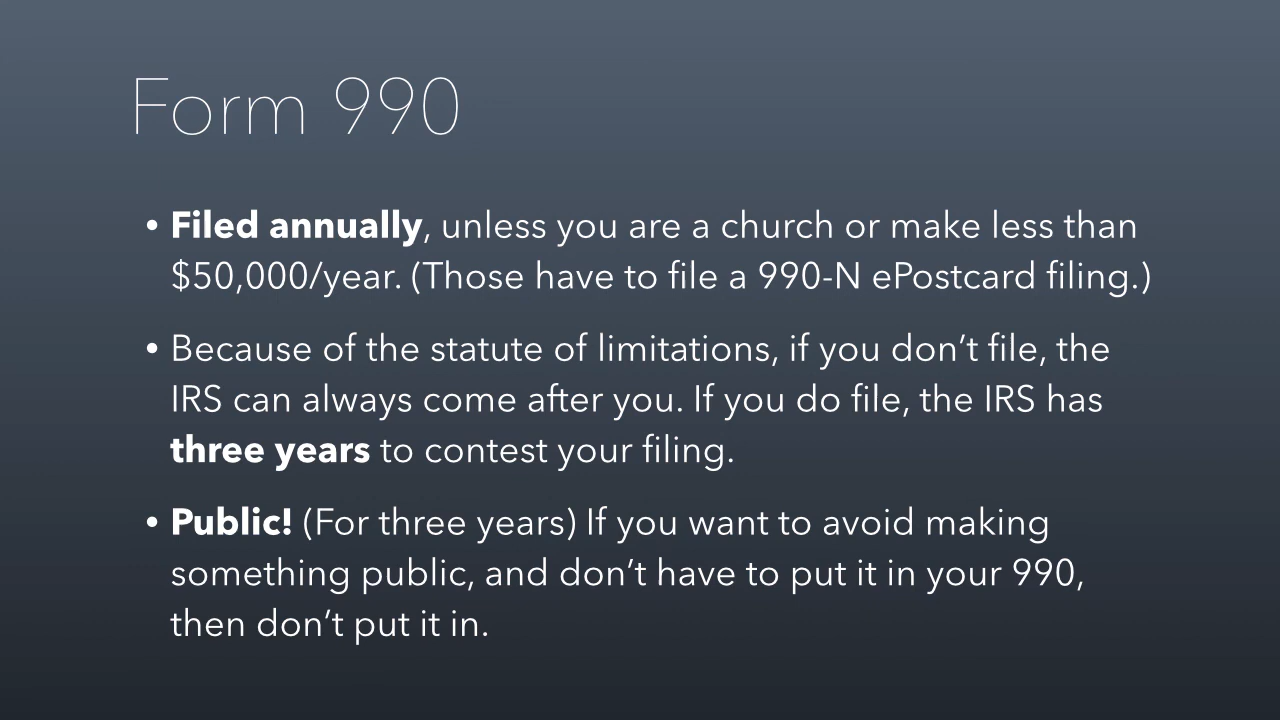 Form 990
• Filed annually, unless you are a church or make less than
$50,000/year. (Those have to file a 990-N ePostcard filing.)
• Because of the statute of limitations, if you don’t file, the
IRS can always come after you. If you do file, the IRS has
three years to contest your filing.
• Public! (For three years) If you want to avoid making
something public, and don’t have to put it in your 990,
then don’t put it in.